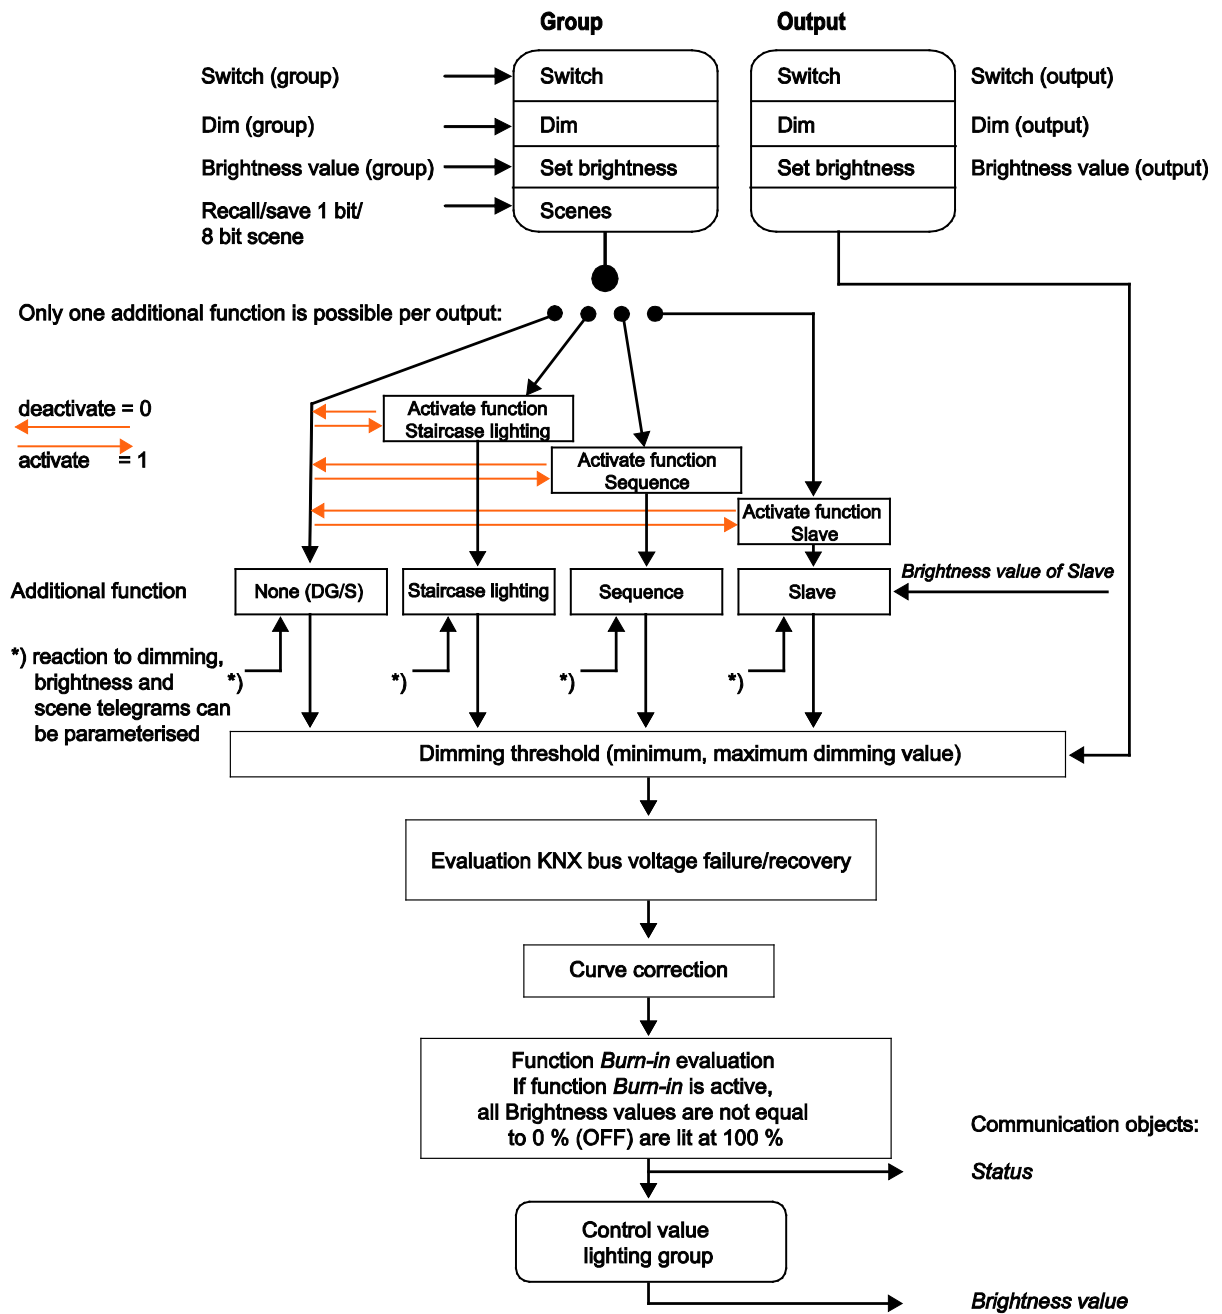 Group
Output
Switch (group)
Switch
Switch
Switch (output)
Dim (group)
Dim
Dim
Dim (output)
Brightness value (group)
Set brightness
Set brightness
Brightness value (output)
Recall/save 1 bit/
8 bit scene
Scenes
Only one additional function is possible per output:
deactivate = 0
activate = 1
Activate function
Staircase lighting
Activate function
Sequence
Activate function
Slave
Additional function
None (DG/S)
Staircase lighting
Sequence
Slave
Brightness value of Slave
*) reaction to dimming,
brightness and
scene telegrams can
be parameterised
*)
*)
*)
*)
Dimming threshold (minimum, maximum dimming value)
Evaluation KNX bus voltage failure/recovery
Curve correction
Function Burn-in evaluation
If function Burn-in is active,
all Brightness values are not equal
to 0 % (OFF) are lit at 100 %
Communication objects:
Status
Control value
lighting group
Brightness value